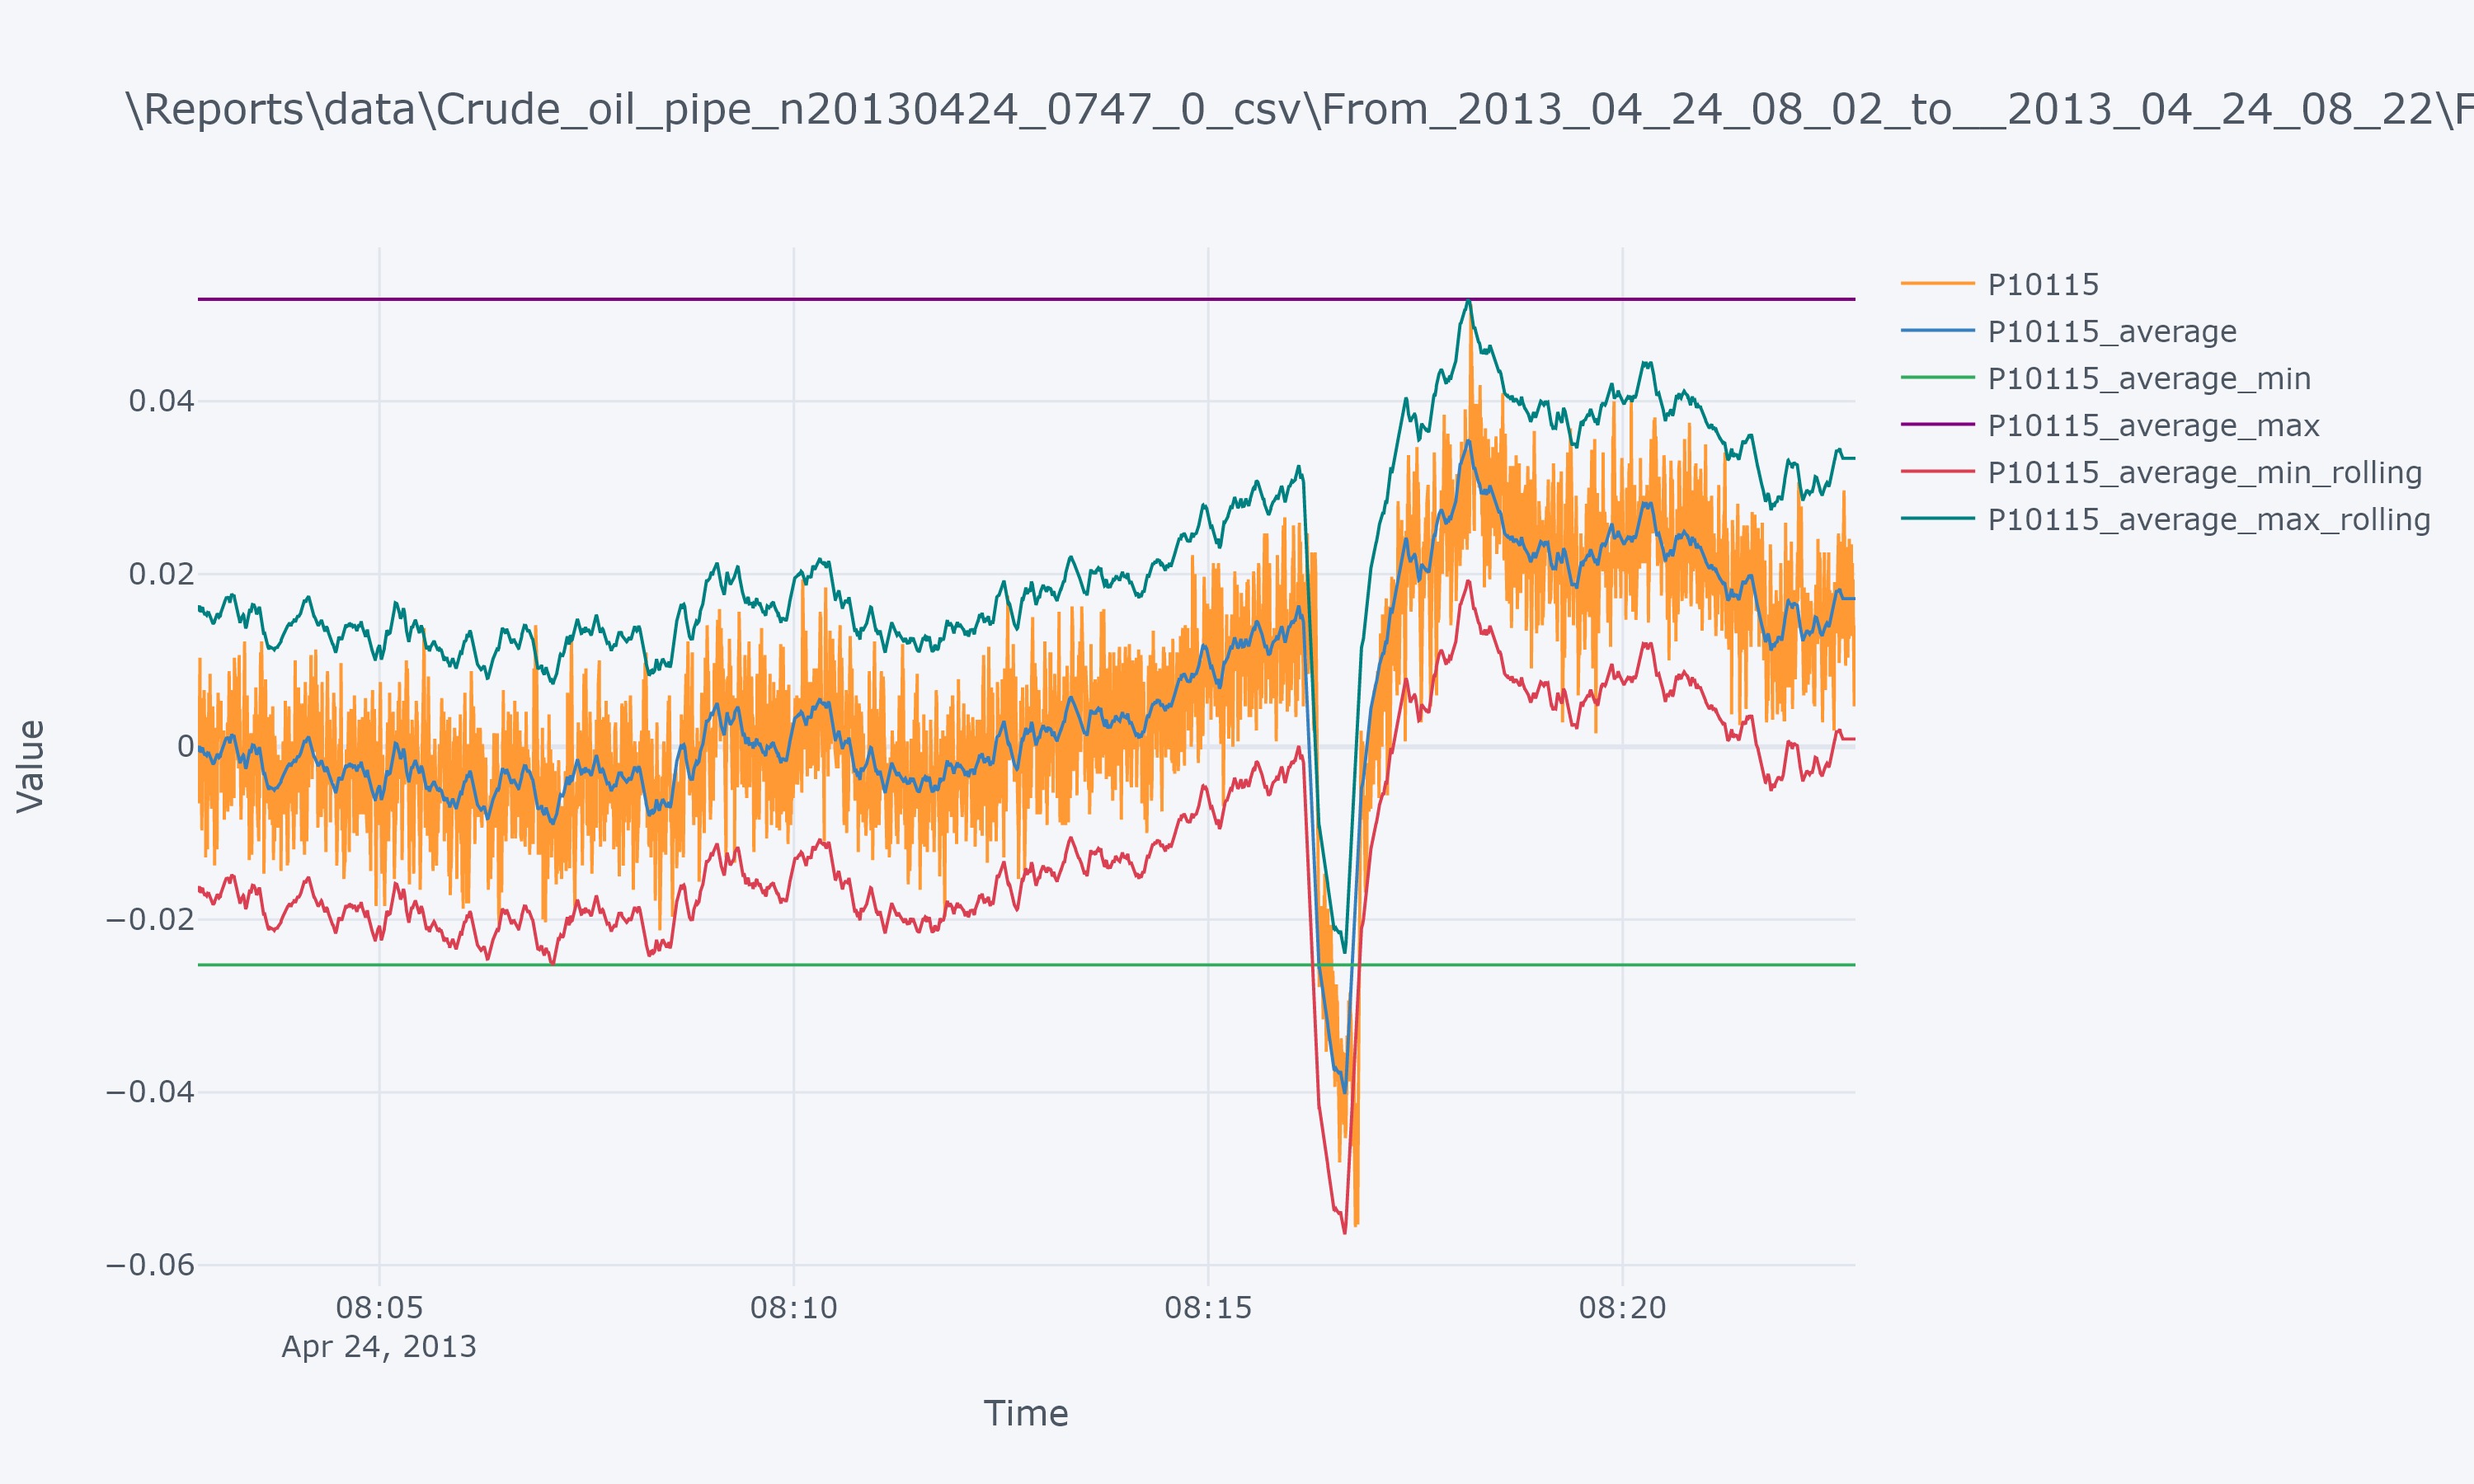 \Reports\data\Crude_oil_pipe_n20130424_0747_0_csv\From_2013_04_24_08_02_to__2013_04_24_08_22\F
P10115
P10115_average
P10115_average_min
P10115_average_max
P10115_average_min_rolling
P10115_average_max_rolling
Value
0.04
0.02
0
−0.02
−0.04
−0.06
08:05
Apr 24, 2013
08:10
08:15
08:20
Time